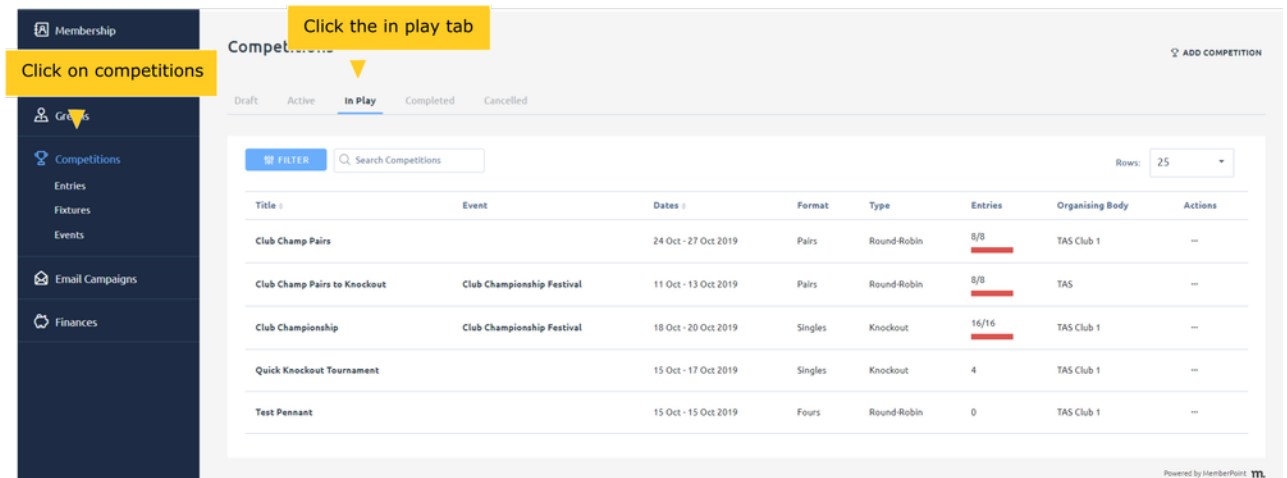 Membership
Click on competitions
Greens
Competitions
Entries
Fixtures
Events
Email Campaigns
Finances
Click the in play tab
Competitions
ADD COMPETITION
Draft Active In Play Completed Cancelled
FILTER Search Competitions Rows: 25
Title Event Dates Format Type Entries Organising Body Actions
Club Champ Pairs 24 Oct - 27 Oct 2019 Pairs Round-Robin 8/8 TAS Club 1 ...
Club Champ Pairs to Knockout Club Championship Festival 11 Oct - 13 Oct 2019 Pairs Round-Robin 8/8 TAS ...
Club Championship Club Championship Festival 18 Oct - 20 Oct 2019 Singles Knockout 16/16 TAS Club 1 ...
Quick Knockout Tournament 15 Oct - 17 Oct 2019 Singles Knockout 4 TAS Club 1 ...
Test Pennant 15 Oct - 15 Oct 2019 Fours Round-Robin 0 TAS Club 1 ...
Powered by MemberPoint m.